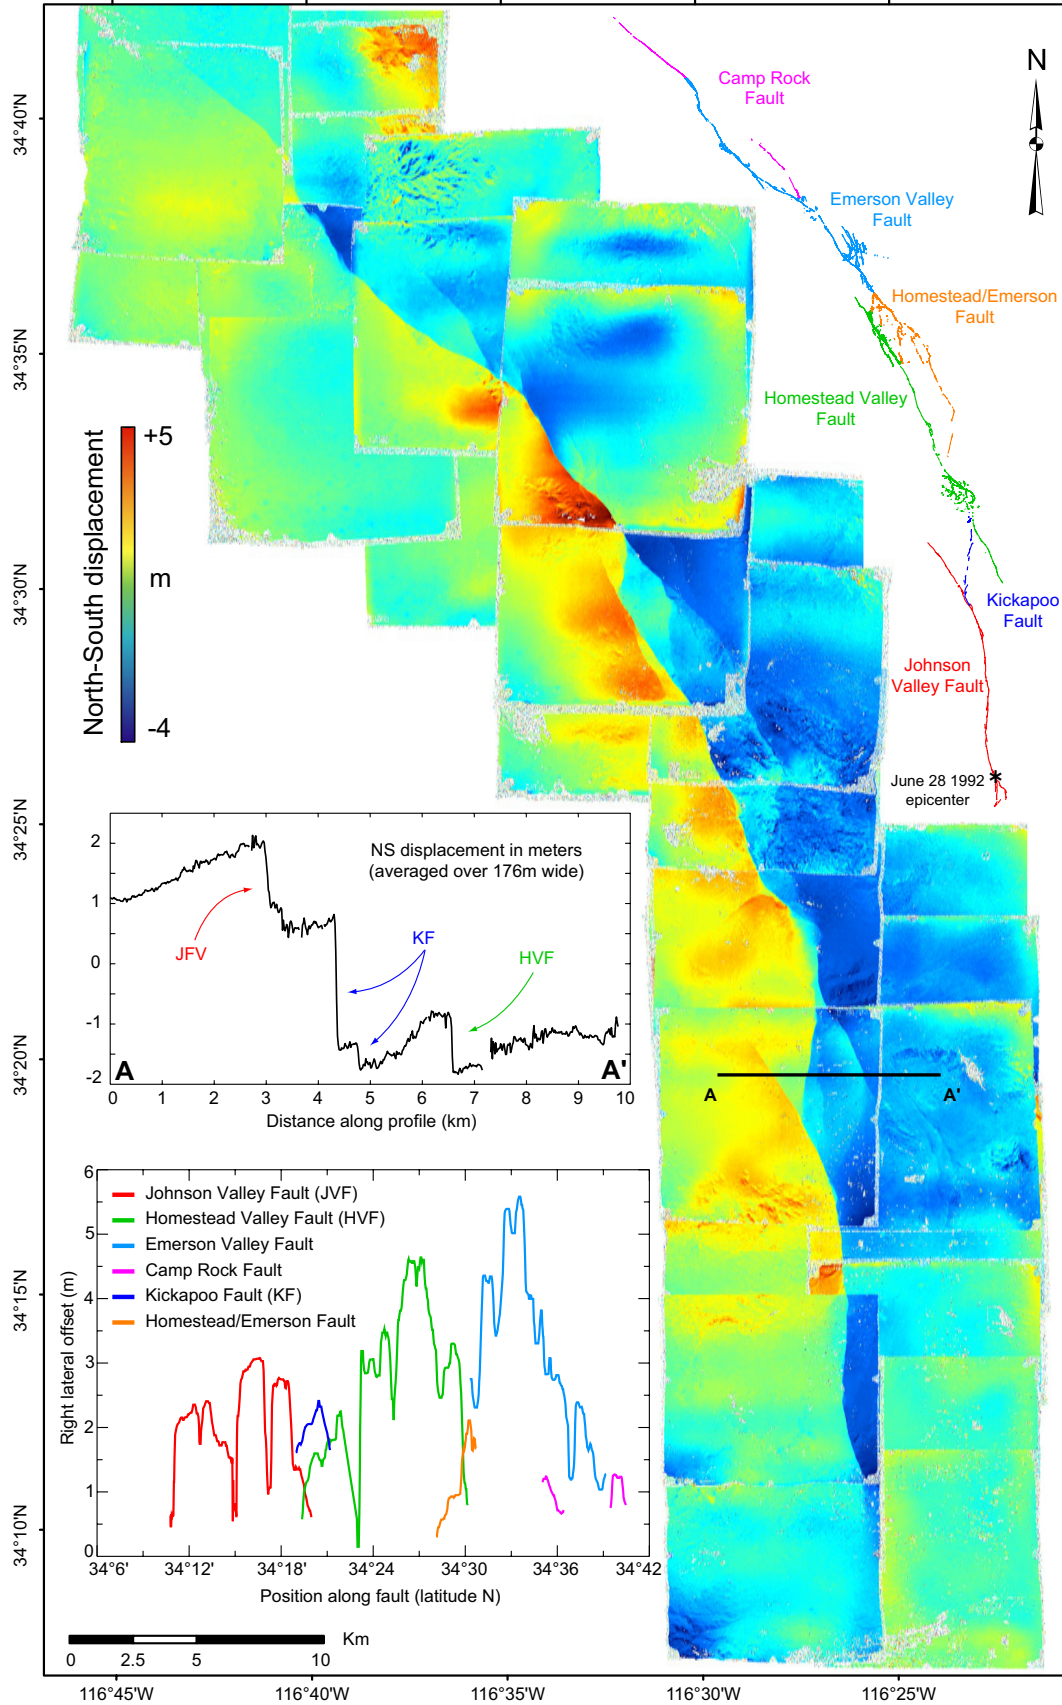 34°40'N
34°35'N
34°30'N
34°25'N
34°20'N
34°15'N
34°10'N
N
Camp Rock
Fault
Emerson Valley
Fault
Homestead/Emerson
Fault
Homestead Valley
Fault
Kickapoo
Fault
Johnson
Valley Fault
June 28 1992
epicenter
North-South displacement
+5
m
-4
NS displacement in meters
(averaged over 176m wide)
2
1
0
-1
-2
JFV
KF
HVF
A
A'
0 1 2 3 4 5 6 7 8 9 10
Distance along profile (km)
A
A'
Right lateral offset (m)
6
5
4
3
2
1
0
Johnson Valley Fault (JVF)
Homestead Valley Fault (HVF)
Emerson Valley Fault
Camp Rock Fault
Kickapoo Fault (KF)
Homestead/Emerson Fault
34°6' 34°12' 34°18' 34°24 34°30 34°36 34°42
Position along fault (latitude N)
Km
0 2.5 5 10
116°45'W 116°40'W 116°35'W 116°30'W 116°25'W